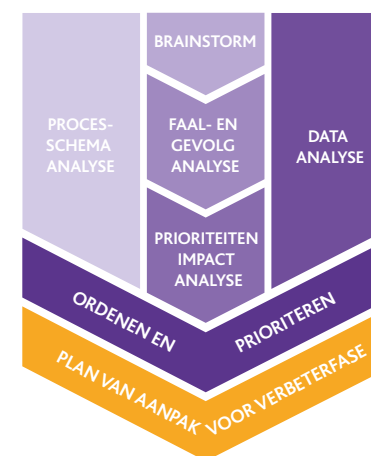 BRAINSTORM
PROCES-
SCHEMA
ANALYSE
FAAL- EN
GEVOLG
ANALYSE
DATA
ANALYSE
PRIORITEITEN
IMPACT
ANALYSE
ORDENEN EN PRIORITEREN
PLAN VAN AANPAK VOOR VERBETERFASE